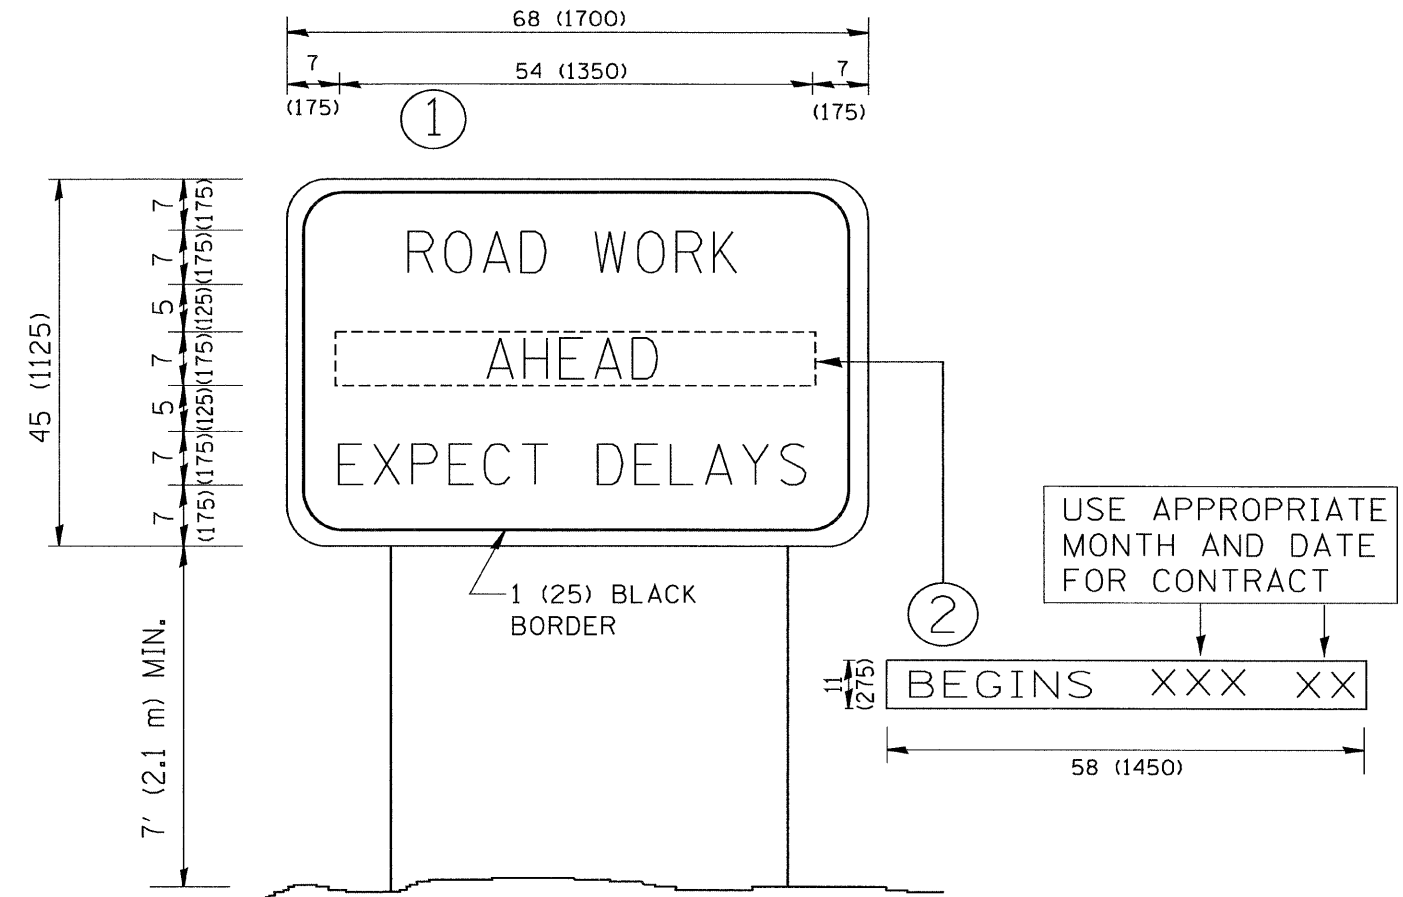 68 (1700)
7
54 (1350)
7
(175)
(175)
1
45 (1125)
7
(175)
7
(175)
5
(125)
7
(175)
5
(125)
7
(175)
7
(175)
ROAD WORK
AHEAD
EXPECT DELAYS
1 (25) BLACK
BORDER
7' (2.1 m) MIN.
2
USE APPROPRIATE
MONTH AND DATE
FOR CONTRACT
11
(275)
BEGINS XXX XX
58 (1450)